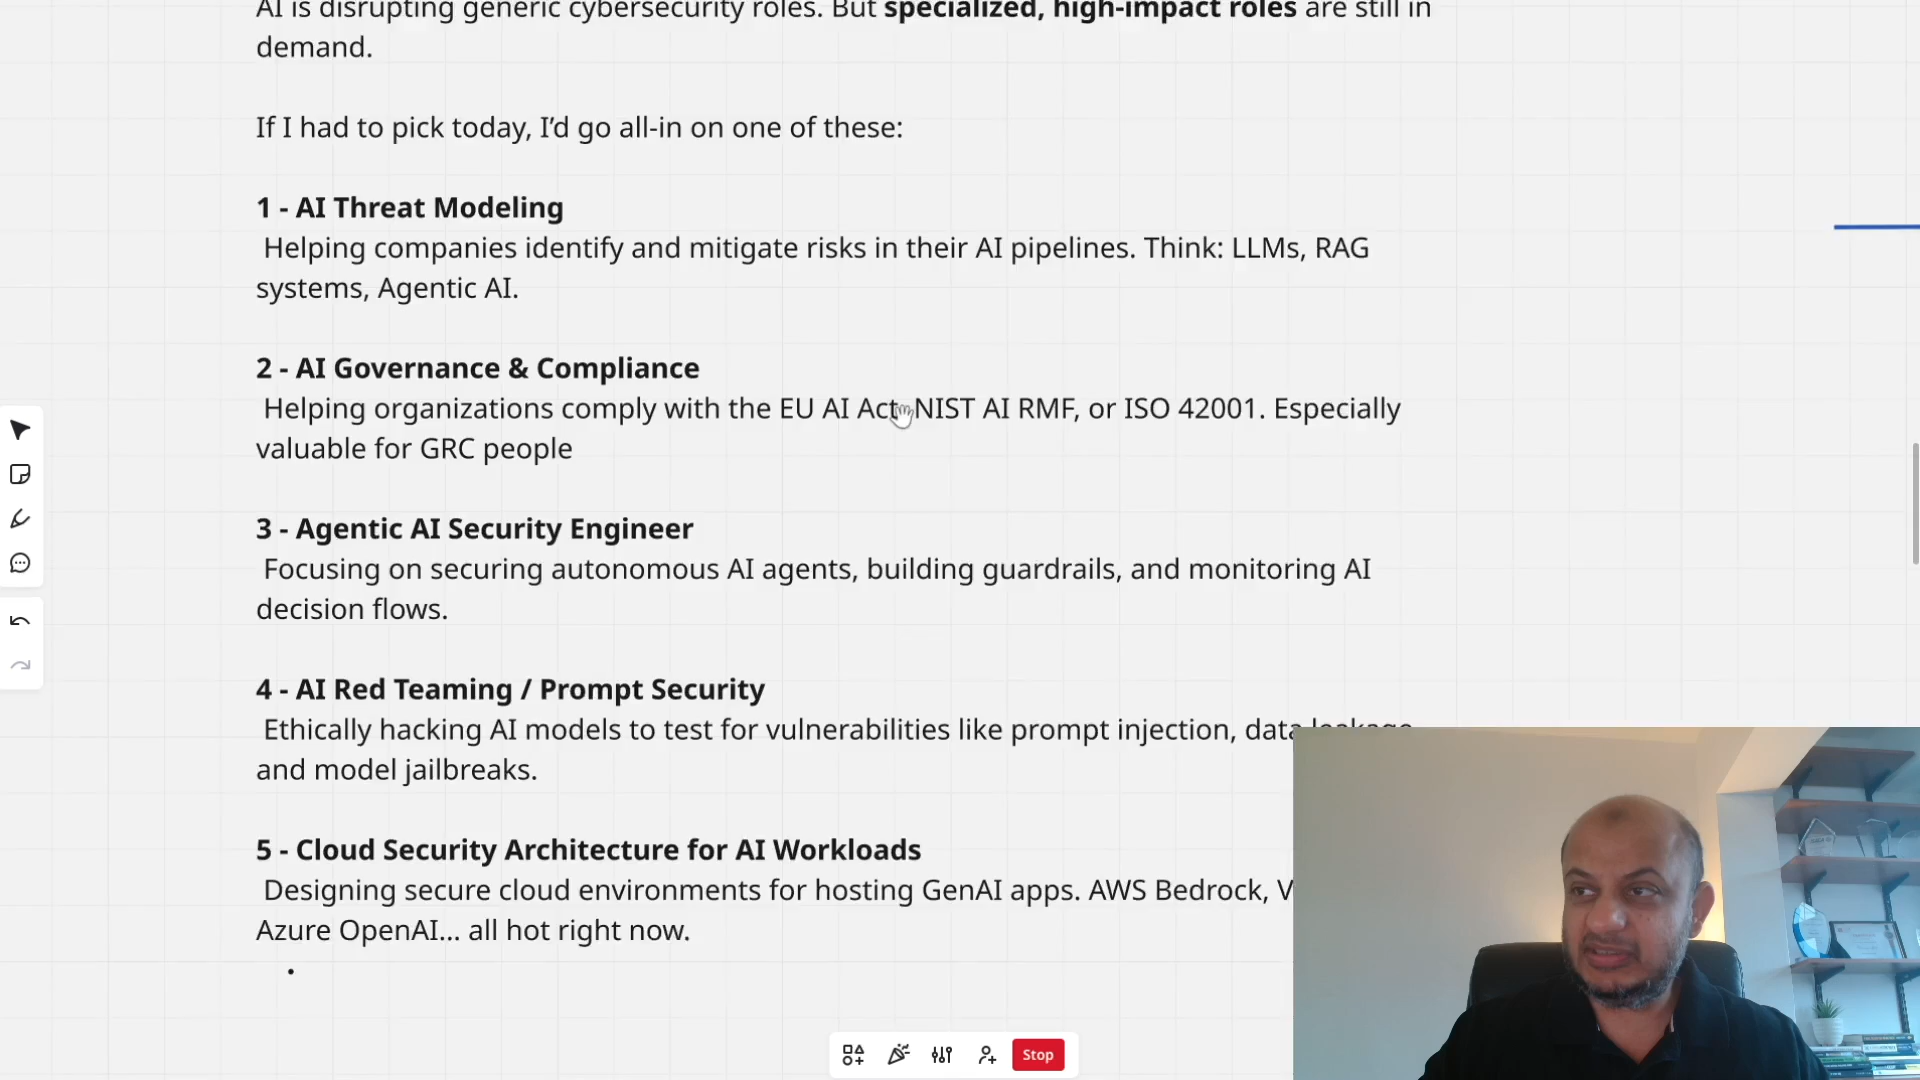 AI is disrupting generic cybersecurity roles. But specialized, high-impact roles are still in
demand.
If I had to pick today, I’d go all-in on one of these:
1 - AI Threat Modeling
Helping companies identify and mitigate risks in their AI pipelines. Think: LLMs, RAG
systems, Agentic AI.
2 - AI Governance & Compliance
Helping organizations comply with the EU AI Act, NIST AI RMF, or ISO 42001. Especially
valuable for GRC people
3 - Agentic AI Security Engineer
Focusing on securing autonomous AI agents, building guardrails, and monitoring AI
decision flows.
4 - AI Red Teaming / Prompt Security
Ethically hacking AI models to test for vulnerabilities like prompt injection, data leakage
and model jailbreaks.
5 - Cloud Security Architecture for AI Workloads
Designing secure cloud environments for hosting GenAI apps. AWS Bedrock,
Azure OpenAI... all hot right now.
•
Stop